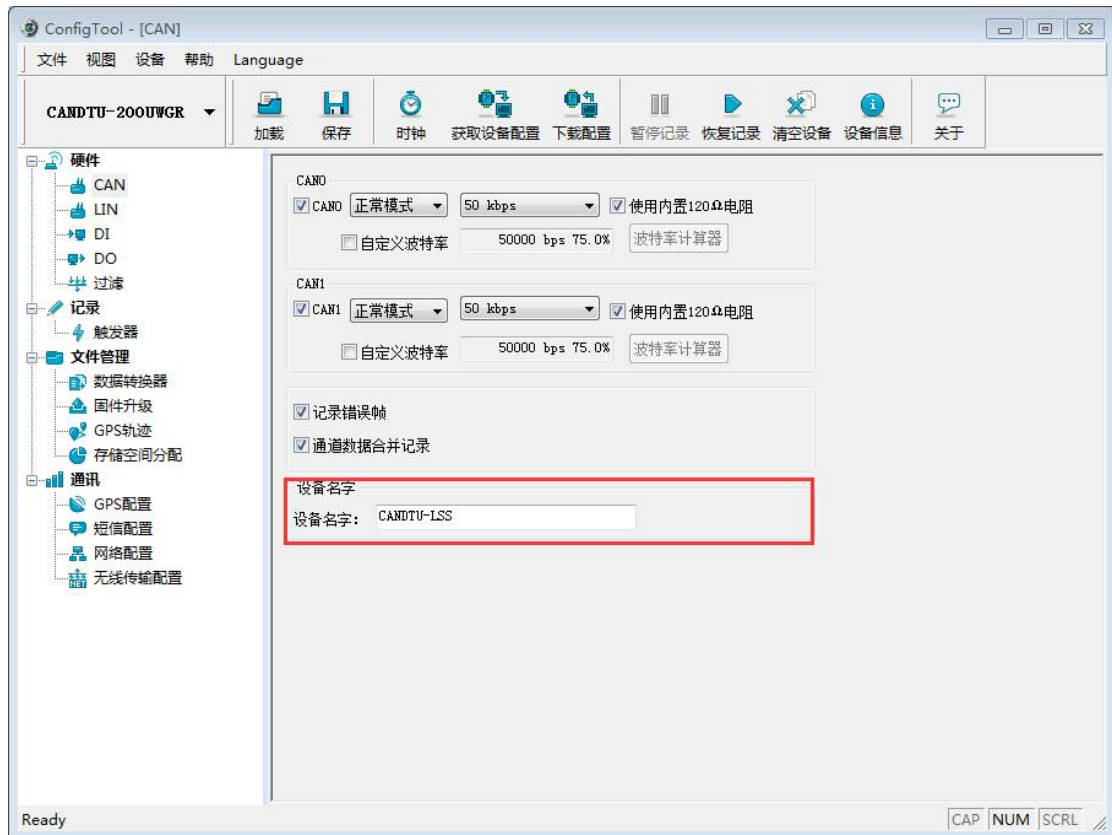 ConfigTool - [CAN]
文件 视图 设备 帮助 Language
CANDTU-200UWGR
加载 保存 时钟 获取设备配置 下载配置 暂停记录 恢复记录 清空设备 设备信息 关于
硬件
CAN
LIN
DI
DO
过滤
记录
触发器
文件管理
数据转换器
固件升级
GPS轨迹
存储空间分配
通讯
GPS配置
短信配置
网络配置
无线传输配置
CAN0
CAN0 正常模式 50 kbps 使用内置120Ω电阻
自定义波特率 50000 bps 75.0% 波特率计算器
CAN1
CAN1 正常模式 50 kbps 使用内置120Ω电阻
自定义波特率 50000 bps 75.0% 波特率计算器
记录错误帧
通道数据合并记录
设备名字
设备名字： CANDTU-LSS
Ready
CAP NUM SCRL